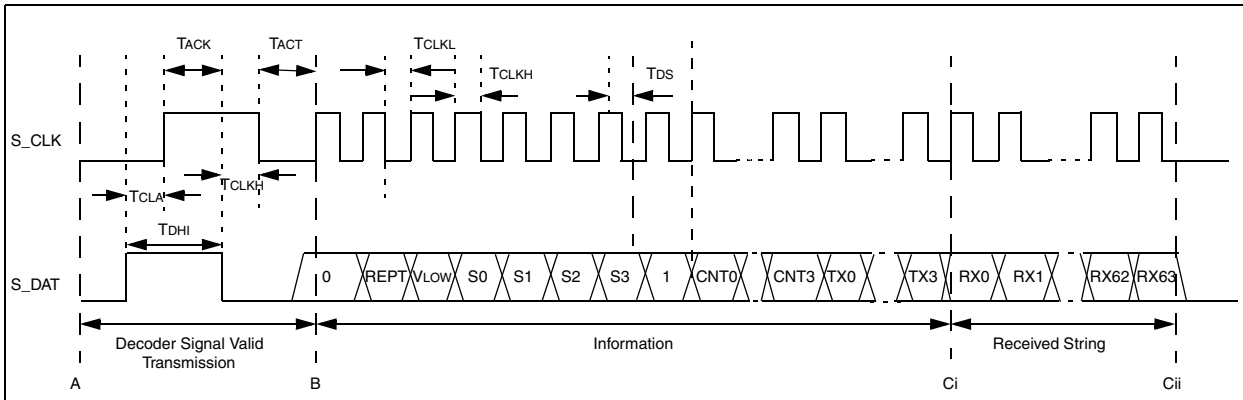 TACK TACT TCLKL
TCLKH TDS
S_CLK
TCLA TCLKH
TDHI
S_DAT 0 REPT VLOW S0 S1 S2 S3 1 CNT0 CNT3 TX0 TX3 RX0 RX1 RX62 RX63
Decoder Signal Valid Information Received String
Transmission
A B Ci Cii